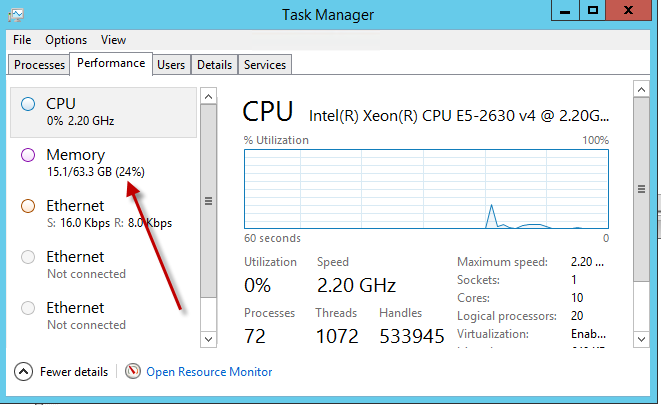 Task Manager
File Options View
Processes Performance Users Details Services
CPU
0% 2.20 GHz
Memory
15.1/63.3 GB (24%)
Ethernet
S: 16.0 Kbps R: 8.0 Kbps
Ethernet
Not connected
Ethernet
Not connected
CPU Intel(R) Xeon(R) CPU E5-2630 v4 @ 2.20G...
% Utilization 100%
60 seconds 0
Utilization Speed
0% 2.20 GHz
Processes Threads Handles
72 1072 533945
Maximum speed: 2.20 ...
Sockets: 1
Cores: 10
Logical processors: 20
Virtualization: Enab...
Fewer details Open Resource Monitor